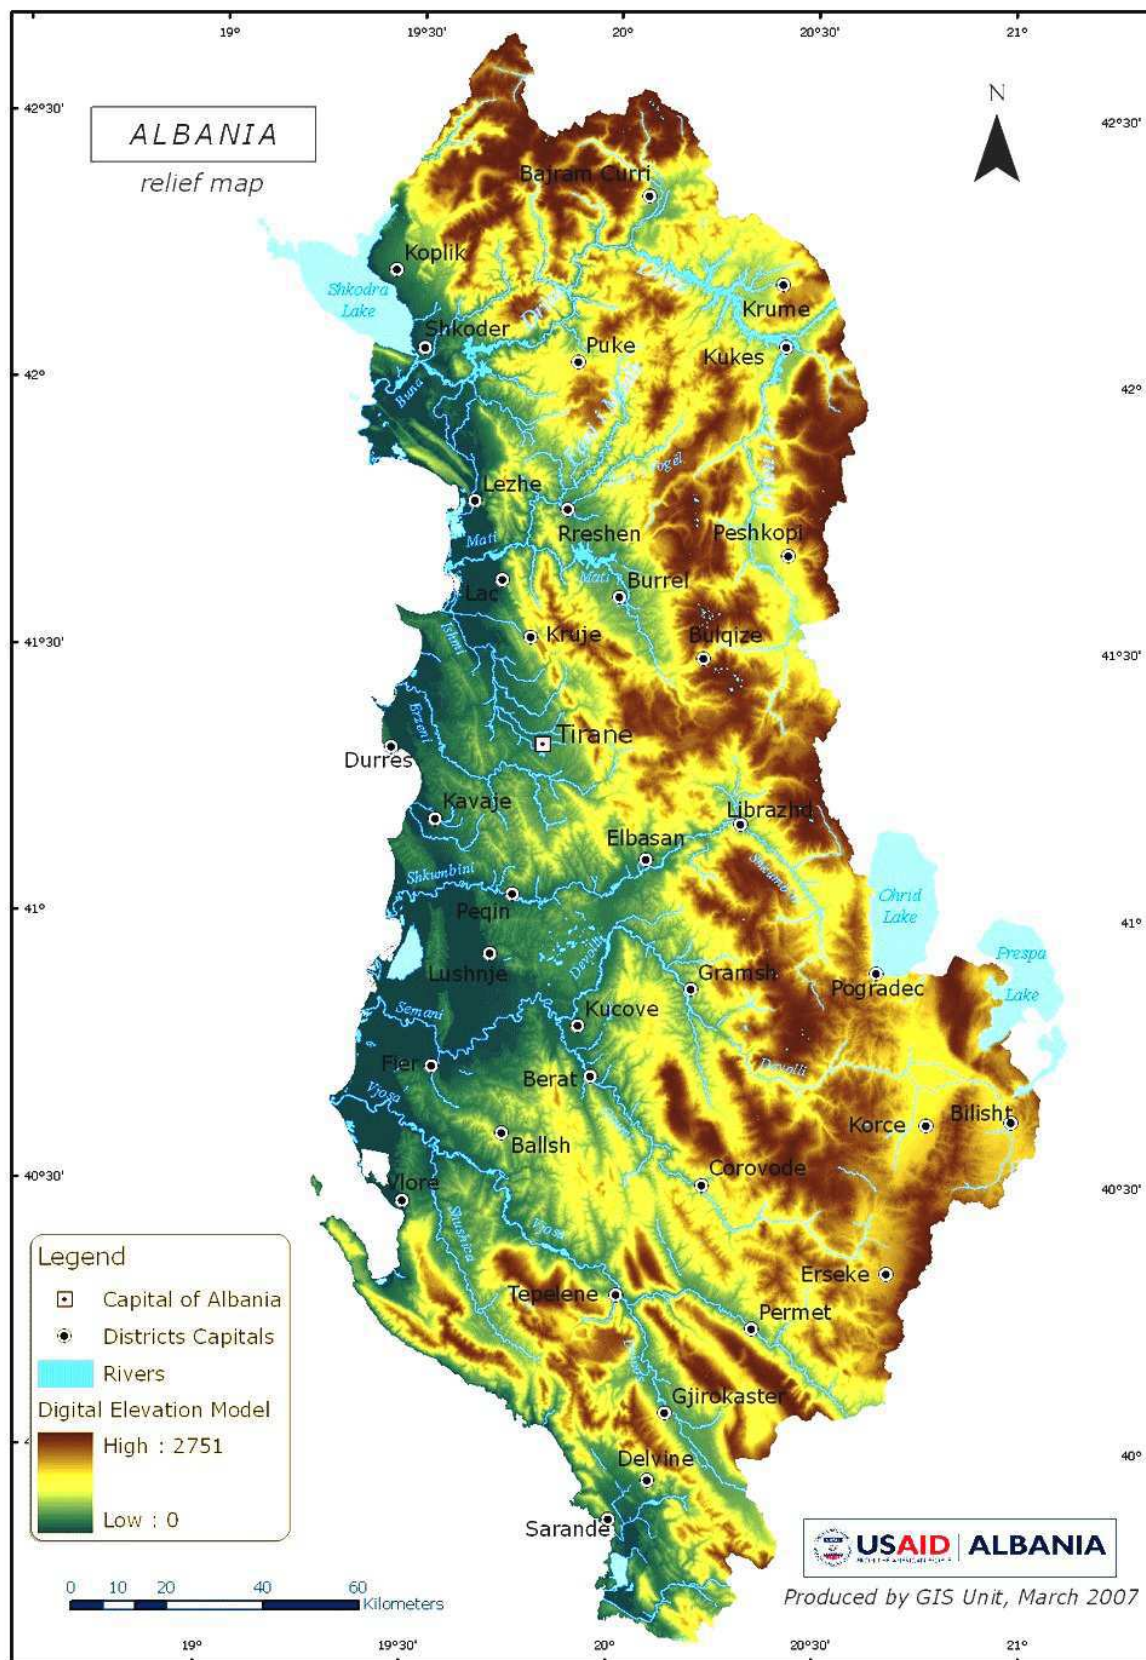 19°
19°30'
20°
20°30'
21°
42°30'
42°30'
N
ALBANIA
relief map
Bajram Curri
Koplik
Shkodra
Lake
Krume
Shkoder
Drini
Puke
Kukes
42°
42°
Buna
Lezhe
Rreshen
Peshkopi
Mati
Mati
Burrel
Lac
Kruje
Bulqize
Ishmi
41°30'
41°30'
Erzeni
Tirane
Durres
Kavaje
Librazhd
Elbasan
Shkumbini
Peqin
Ohrid
Lake
41°
41°
Devolli
Prespa
Lake
Lushnje
Gramsh
Pogradec
Semani
Kucove
Fier
Berat
Devolli
Vjosa
Korce
Bilisht
Ballsh
Corovode
40°30'
40°30'
Vlore
Shushica
Vjosa
Erseke
Tepelene
Permet
Gjirokaster
Delvine
40°
Sarande
Legend
Capital of Albania
Districts Capitals
Rivers
Digital Elevation Model
High : 2751
Low : 0
0 10 20 40 60
Kilometers
USAID ALBANIA
FROM THE AMERICAN PEOPLE
Produced by GIS Unit, March 2007
19°
19°30'
20°
20°30'
21°